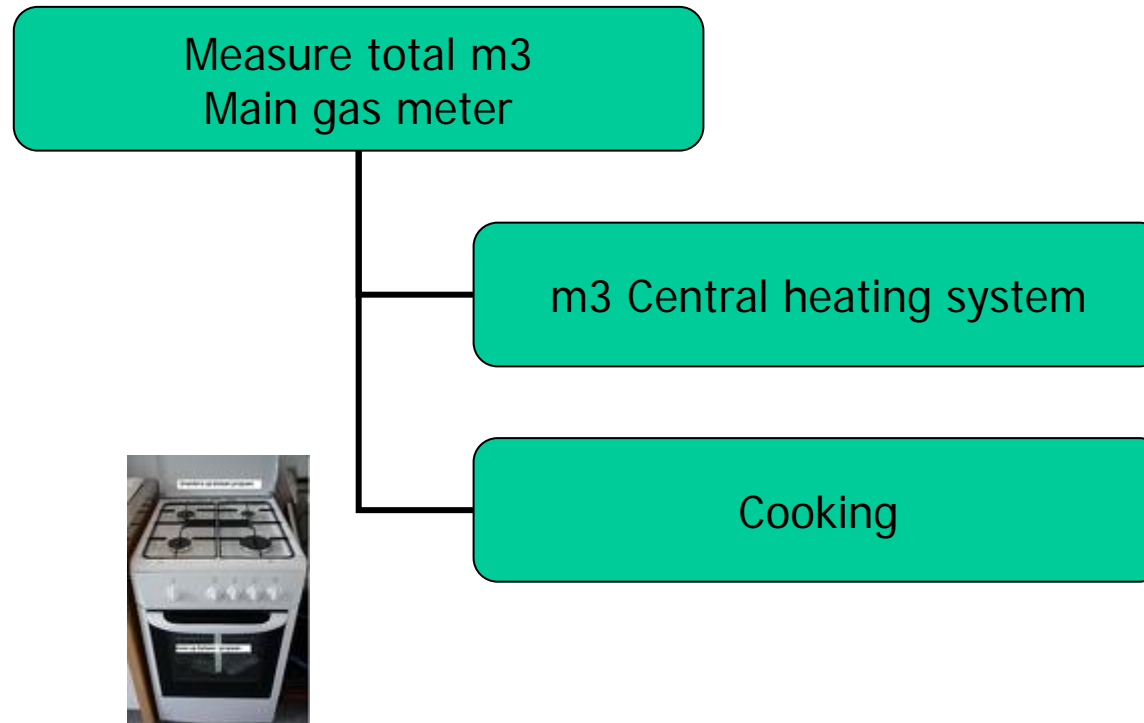 Measure total m3
Main gas meter
m3 Central heating system
Cooking